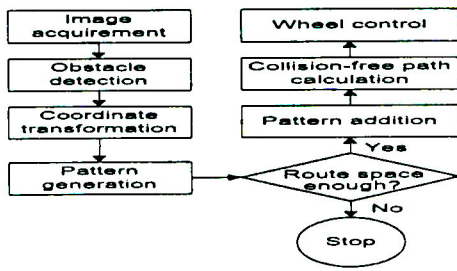 Image
acquirement
Obstacle
detection
Coordinate
transformation
Pattern
generation
Route space
enough?
Yes
Pattern addition
Collision-free path
calculation
Wheel control
No
Stop